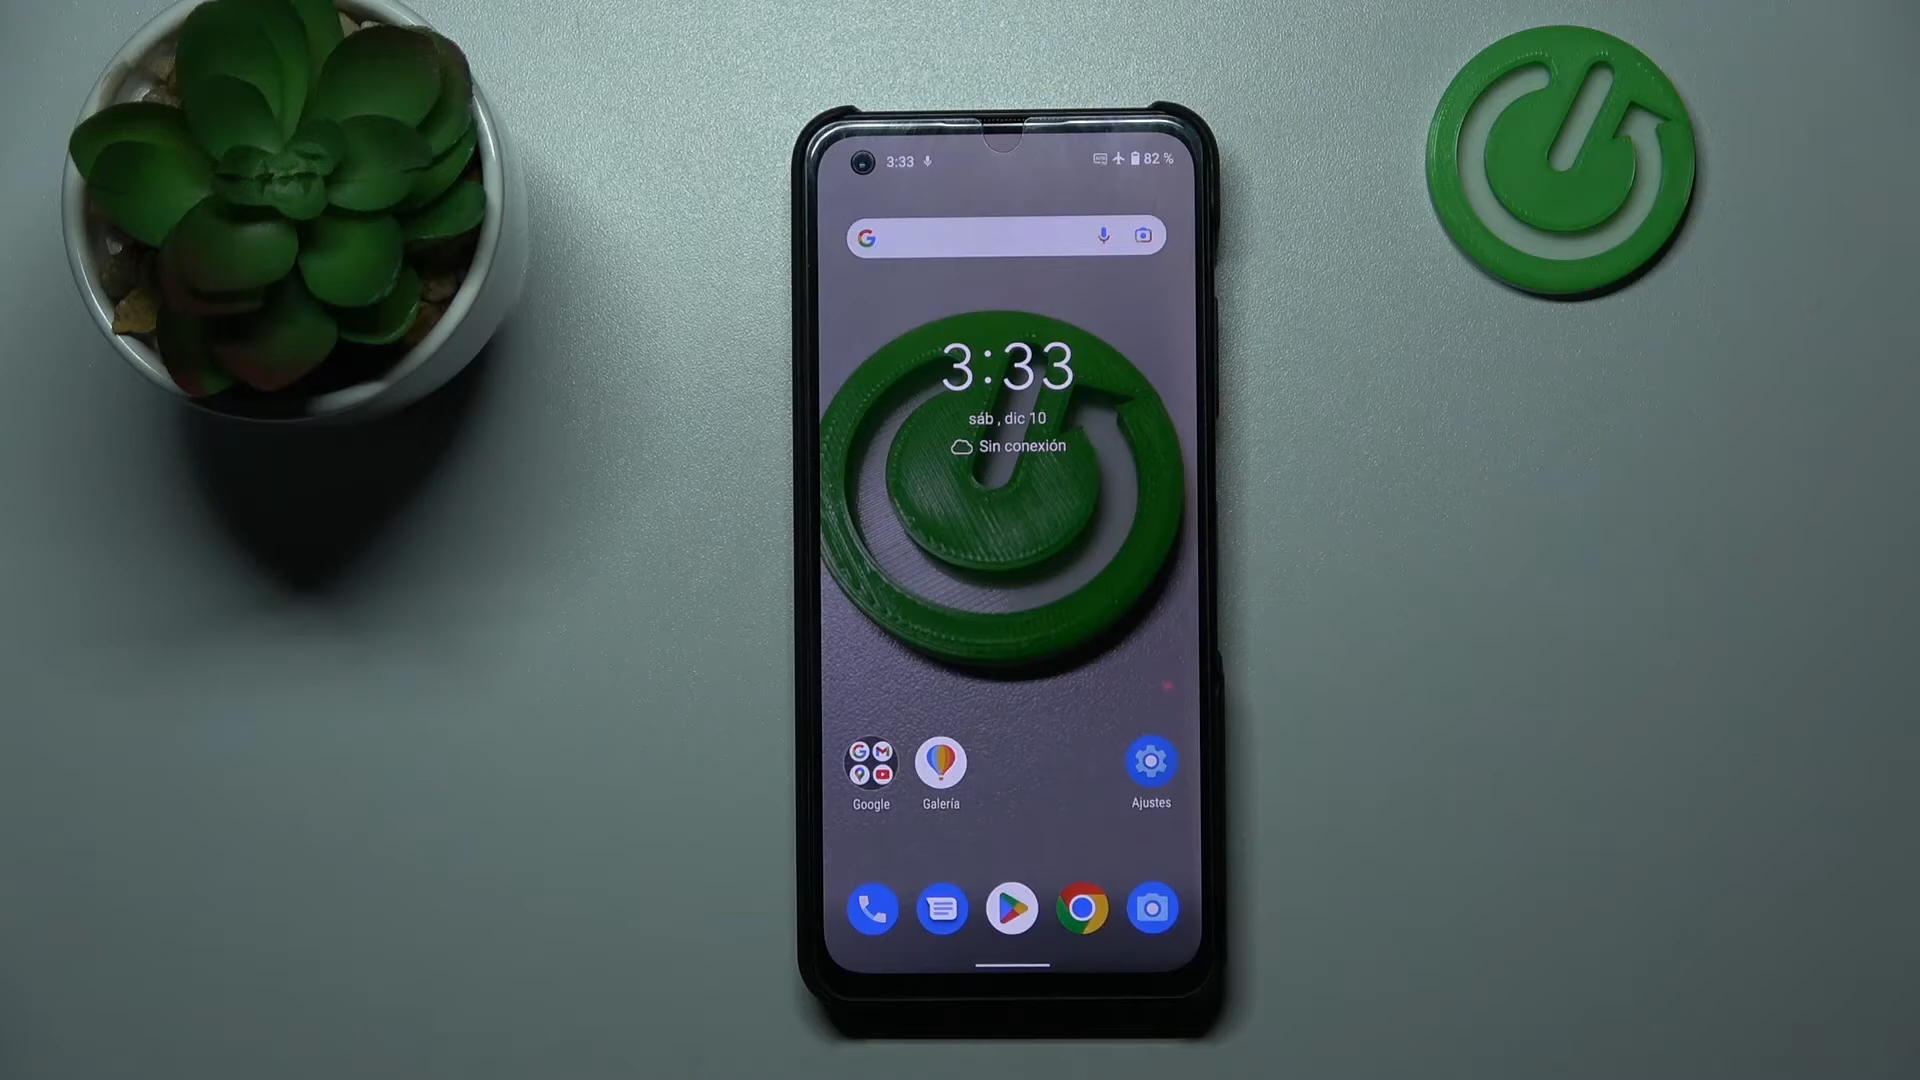 3:33
82 %
3:33
sáb , dic 10
Sin conexión
Google
Galería
Ajustes